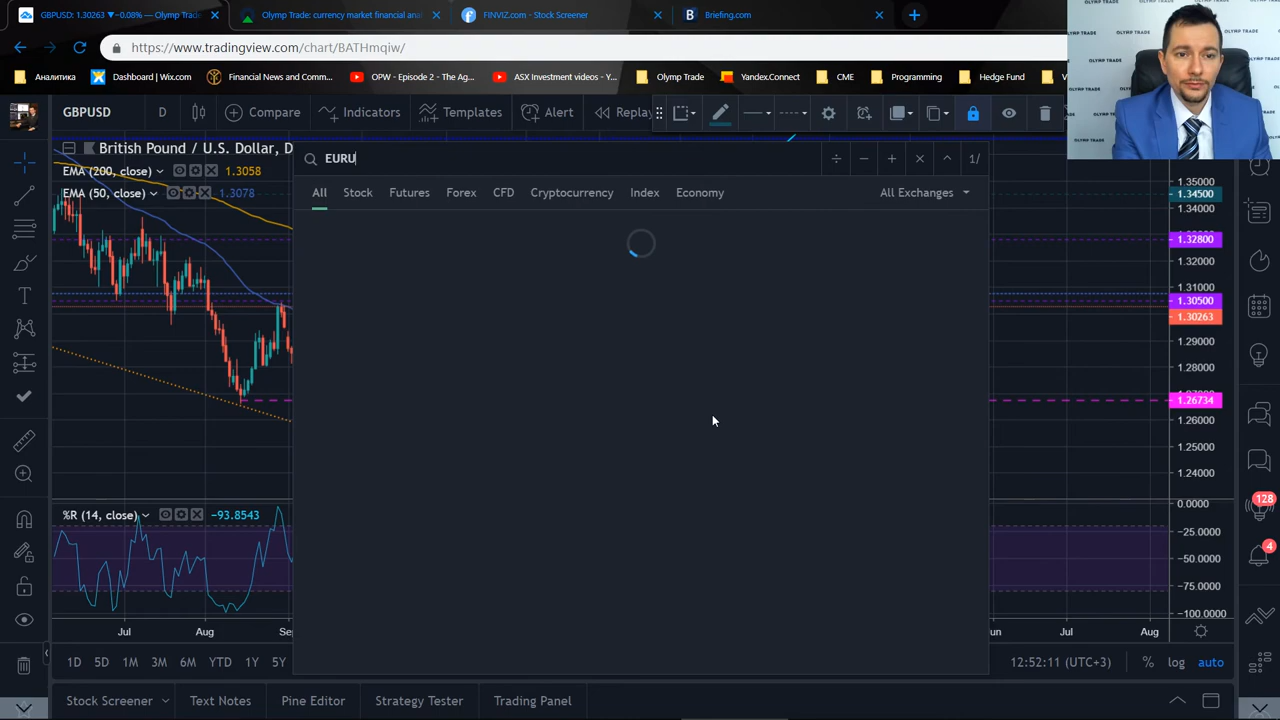 GBPUSD: 1.30263 ▼ −0.08% — Olymp Trade
Olymp Trade: currency market financial anal
FINVIZ.com - Stock Screener
Briefing.com
https://www.tradingview.com/chart/BATHmqiw/
Аналитика
Dashboard | Wix.com
Financial News and Comm...
OPW - 1 - 2 - The Ag...
ASX Investment videos - Y...
Olymp Trade
Yandex.Connect
CME
Programming
Hedge Fund
OLYMP TRADE
GBPUSD
D
Compare
Indicators
Templates
Alert
Replay
British Pound / U.S. Dollar, D
EMA (200, close)
1.3058
EMA (50, close)
1.3078
EURU
1/
All
Stock
Futures
Forex
CFD
Cryptocurrency
Index
Economy
All Exchanges
1.35000
1.34500
1.34000
1.32800
1.32000
1.31000
1.30500
1.30263
1.29000
1.28000
1.26734
1.26000
1.25000
1.24000
%R (14, close)
−93.8543
0.0000
−25.0000
−50.0000
−75.0000
−100.0000
128
4
Jul
Aug
Se
un
Jul
Aug
1D
5D
1M
3M
6M
YTD
1Y
5Y
12:52:11 (UTC+3)
%
log
auto
Stock Screener
Text Notes
Pine Editor
Strategy Tester
Trading Panel